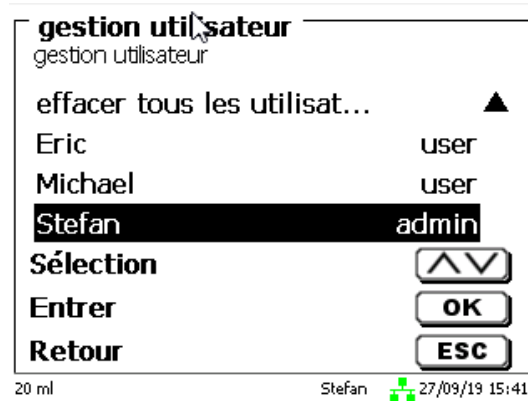 gestion utilisateur
gestion utilisateur
effacer tous les utilisat...
Eric user
Michael user
Stefan admin
Sélection
Entrer OK
Retour ESC
20 ml Stefan 27/09/19 15:41